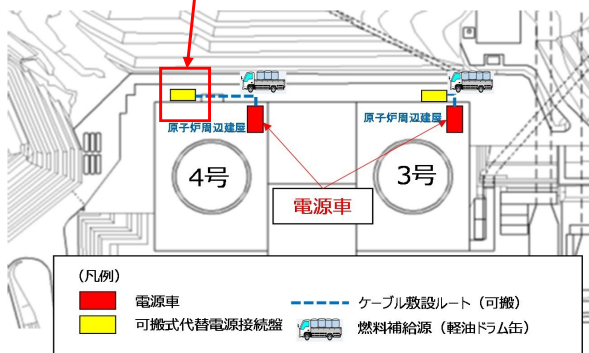 原子炉周辺建屋
原子炉周辺建屋
4号
3号
電源車
(凡例)
電源車
ケーブル敷設ルート（可搬）
可搬式代替電源接続盤
燃料補給源（軽油ドラム缶）